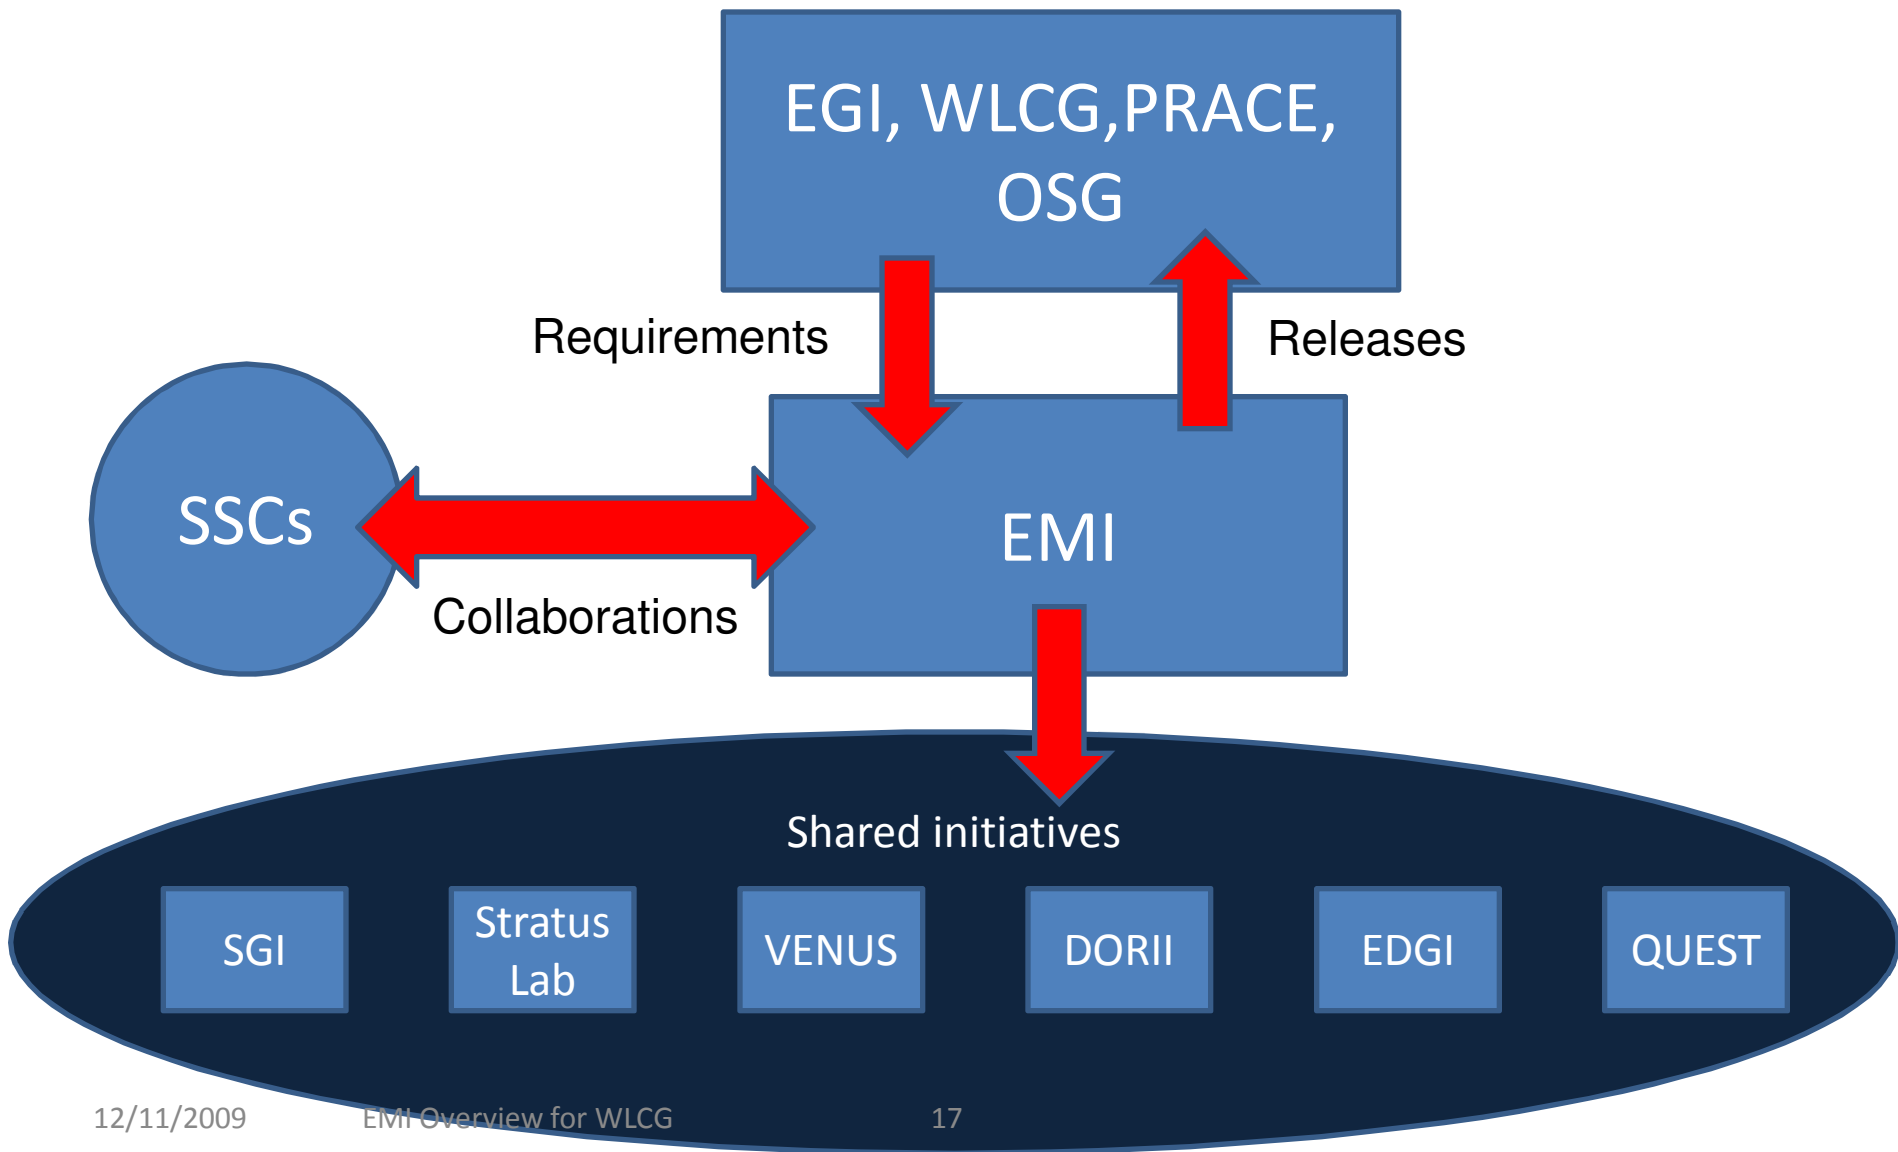 EGI, WLCG,PRACE,
OSG
Requirements
Releases
SSCs
EMI
Collaborations
Shared initiatives
SGI
Stratus
Lab
VENUS
DORII
EDGI
QUEST
12/11/2009
EMI Overview for WLCG
17